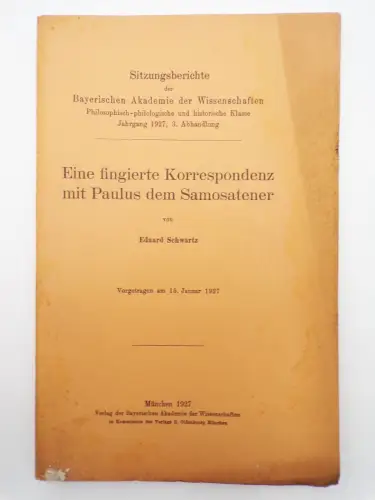 Sitzungsberichte
der
Bayerischen Akademie der Wissenschaften
Philosophisch-philologische und historische Klasse
Jahrgang 1927, 3. Abhandlung
Eine fingierte Korrespondenz
mit Paulus dem Samosatener
von
Eduard Schwartz
Vorgetragen am 15. Januar 1927
München 1927
Verlag der Bayerischen Akademie der Wissenschaften
in Kommission des Verlags R. Oldenbourg München